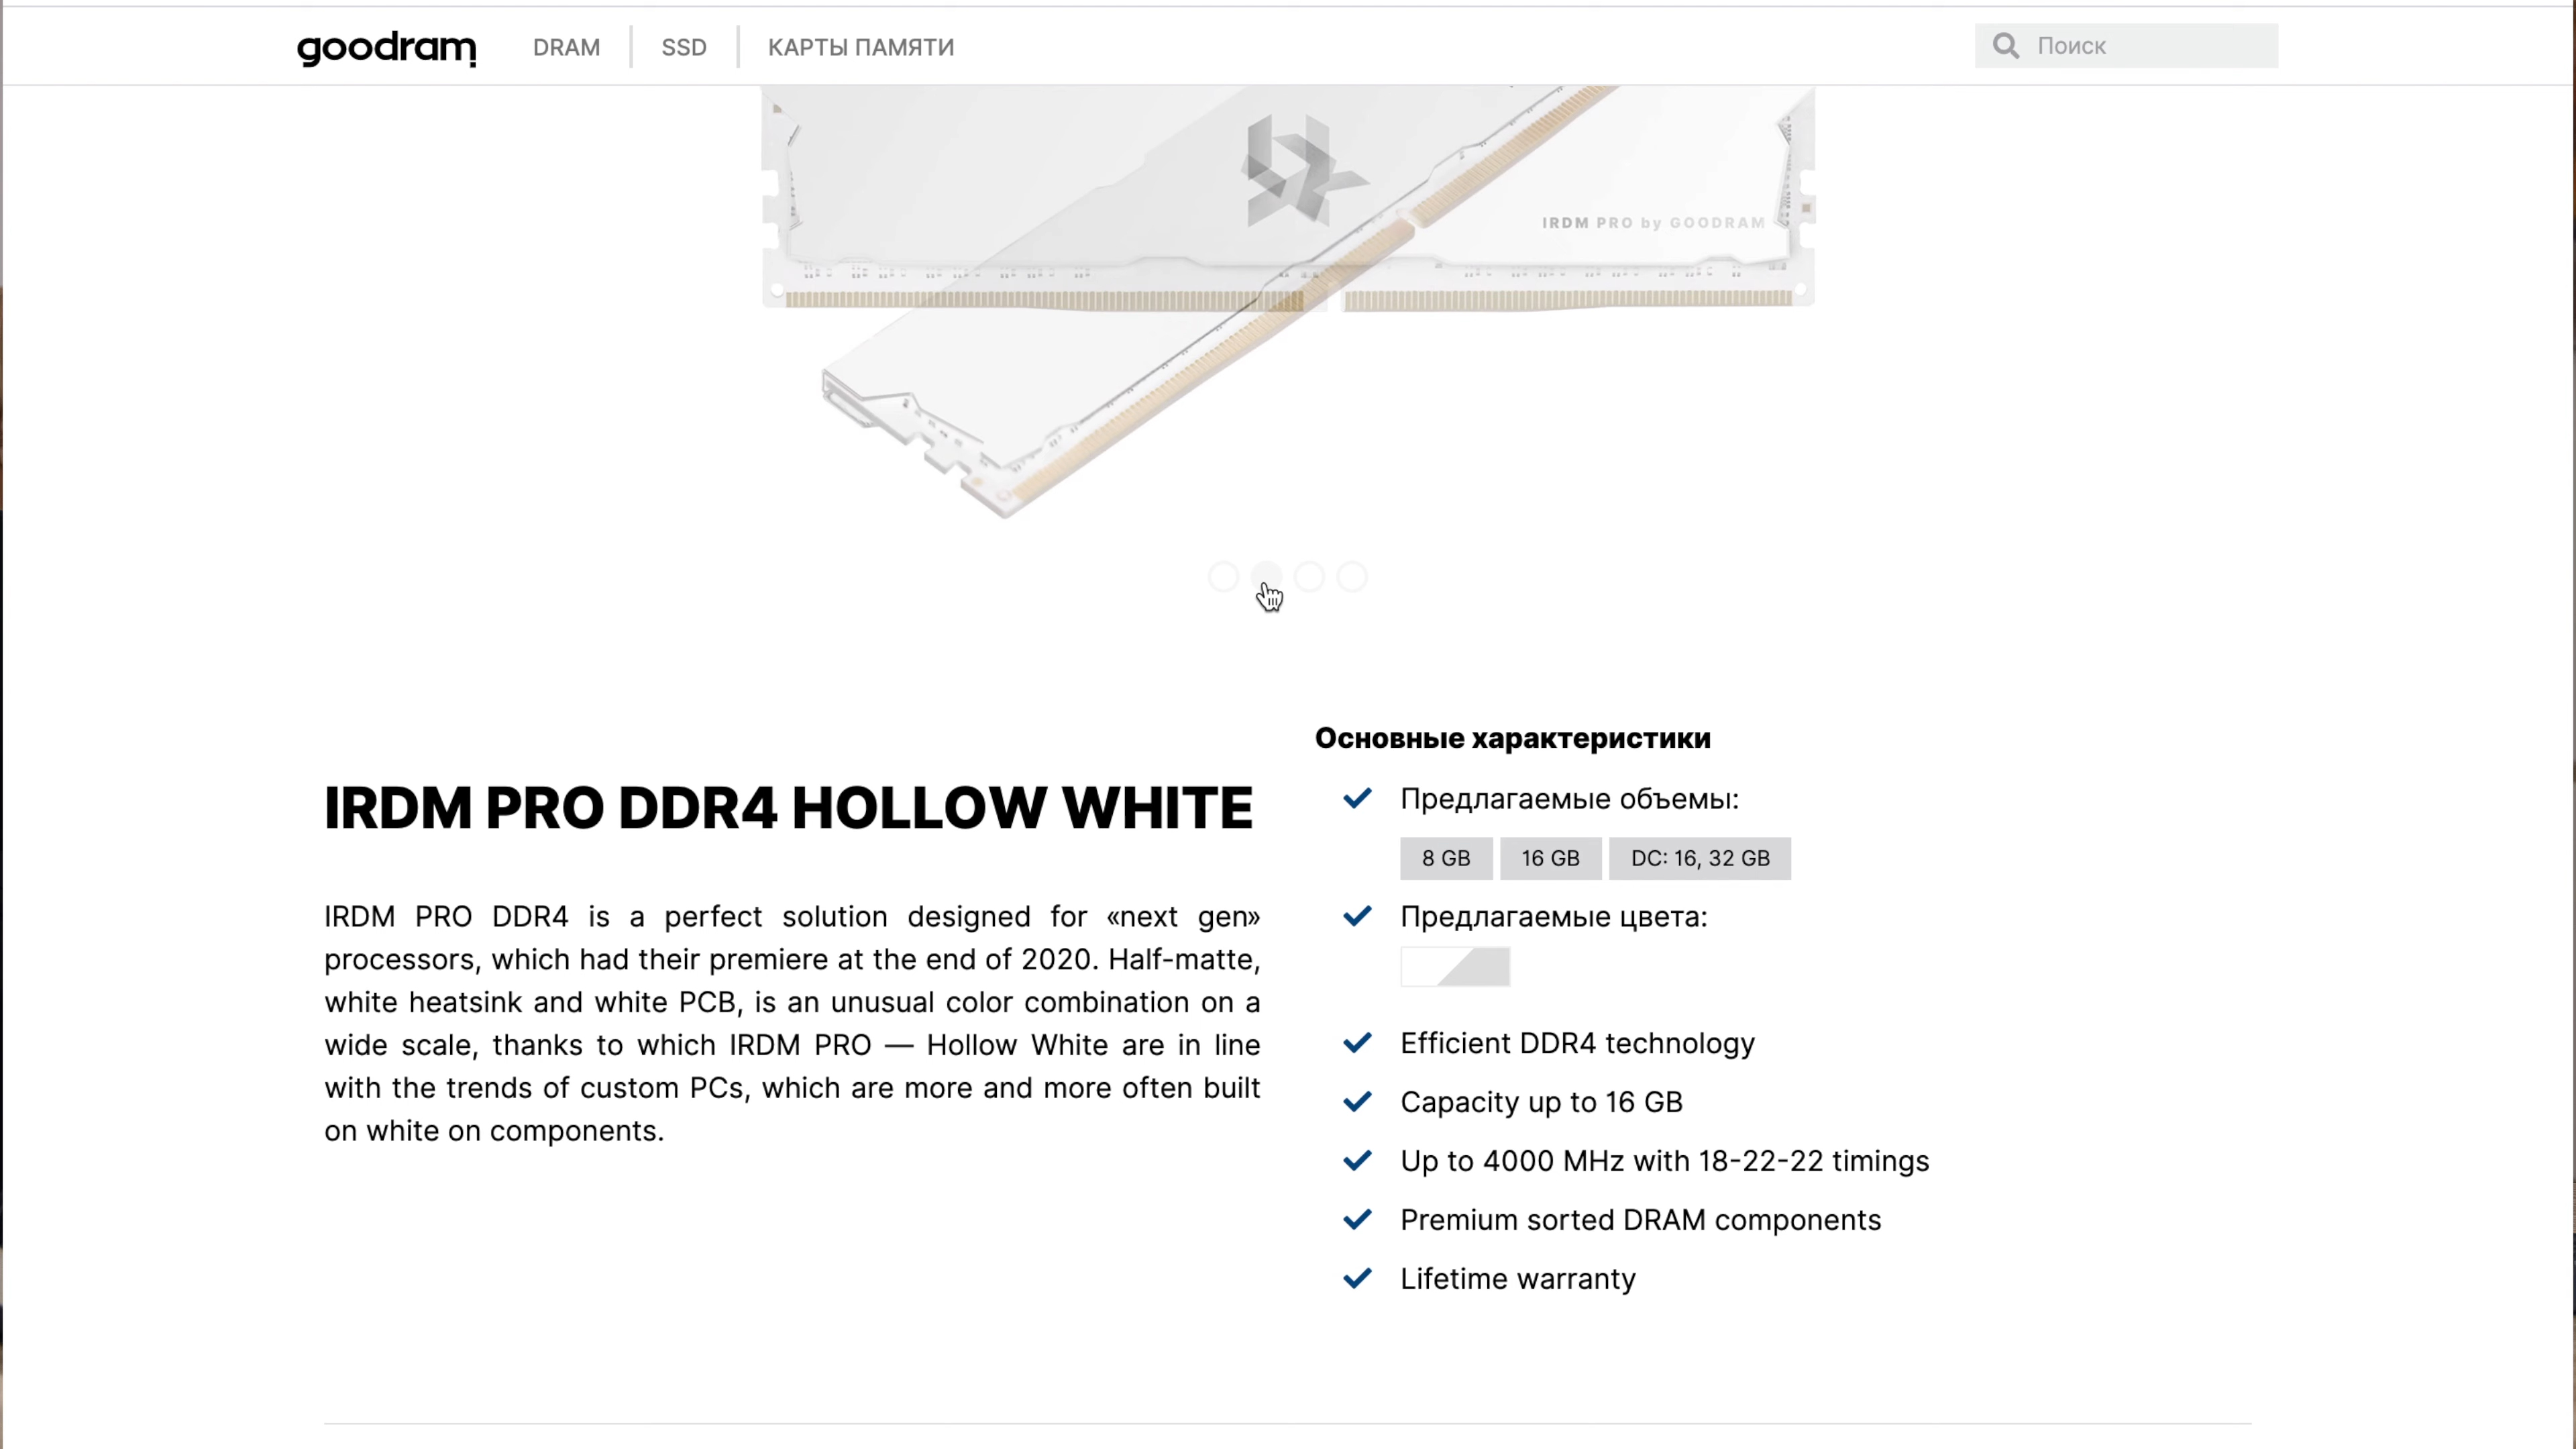 goodram
DRAM
SSD
КАРТЫ ПАМЯТИ
Поиск
IRDM PRO by GOODRAM
IRDM PRO DDR4 HOLLOW WHITE
IRDM PRO DDR4 is a perfect solution designed for «next gen»
processors, which had their premiere at the end of 2020. Half-matte,
white heatsink and white PCB, is an unusual color combination on a
wide scale, thanks to which IRDM PRO — Hollow White are in line
with the trends of custom PCs, which are more and more often built
on white on components.
Основные характеристики
Предлагаемые объемы:
8 GB
16 GB
DC: 16, 32 GB
Предлагаемые цвета:
Efficient DDR4 technology
Capacity up to 16 GB
Up to 4000 MHz with 18-22-22 timings
Premium sorted DRAM components
Lifetime warranty